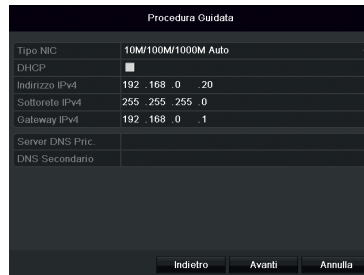 Procedura Guidata
Tipo NIC 10M/100M/1000M Auto
DHCP
Indirizzo IPv4 192 .168 .0 .20
Sottorete IPv4 255 .255 .255 .0
Gateway IPv4 192 .168 .0 .1
Server DNS Pric.
DNS Secondario
Indietro Avanti Annulla